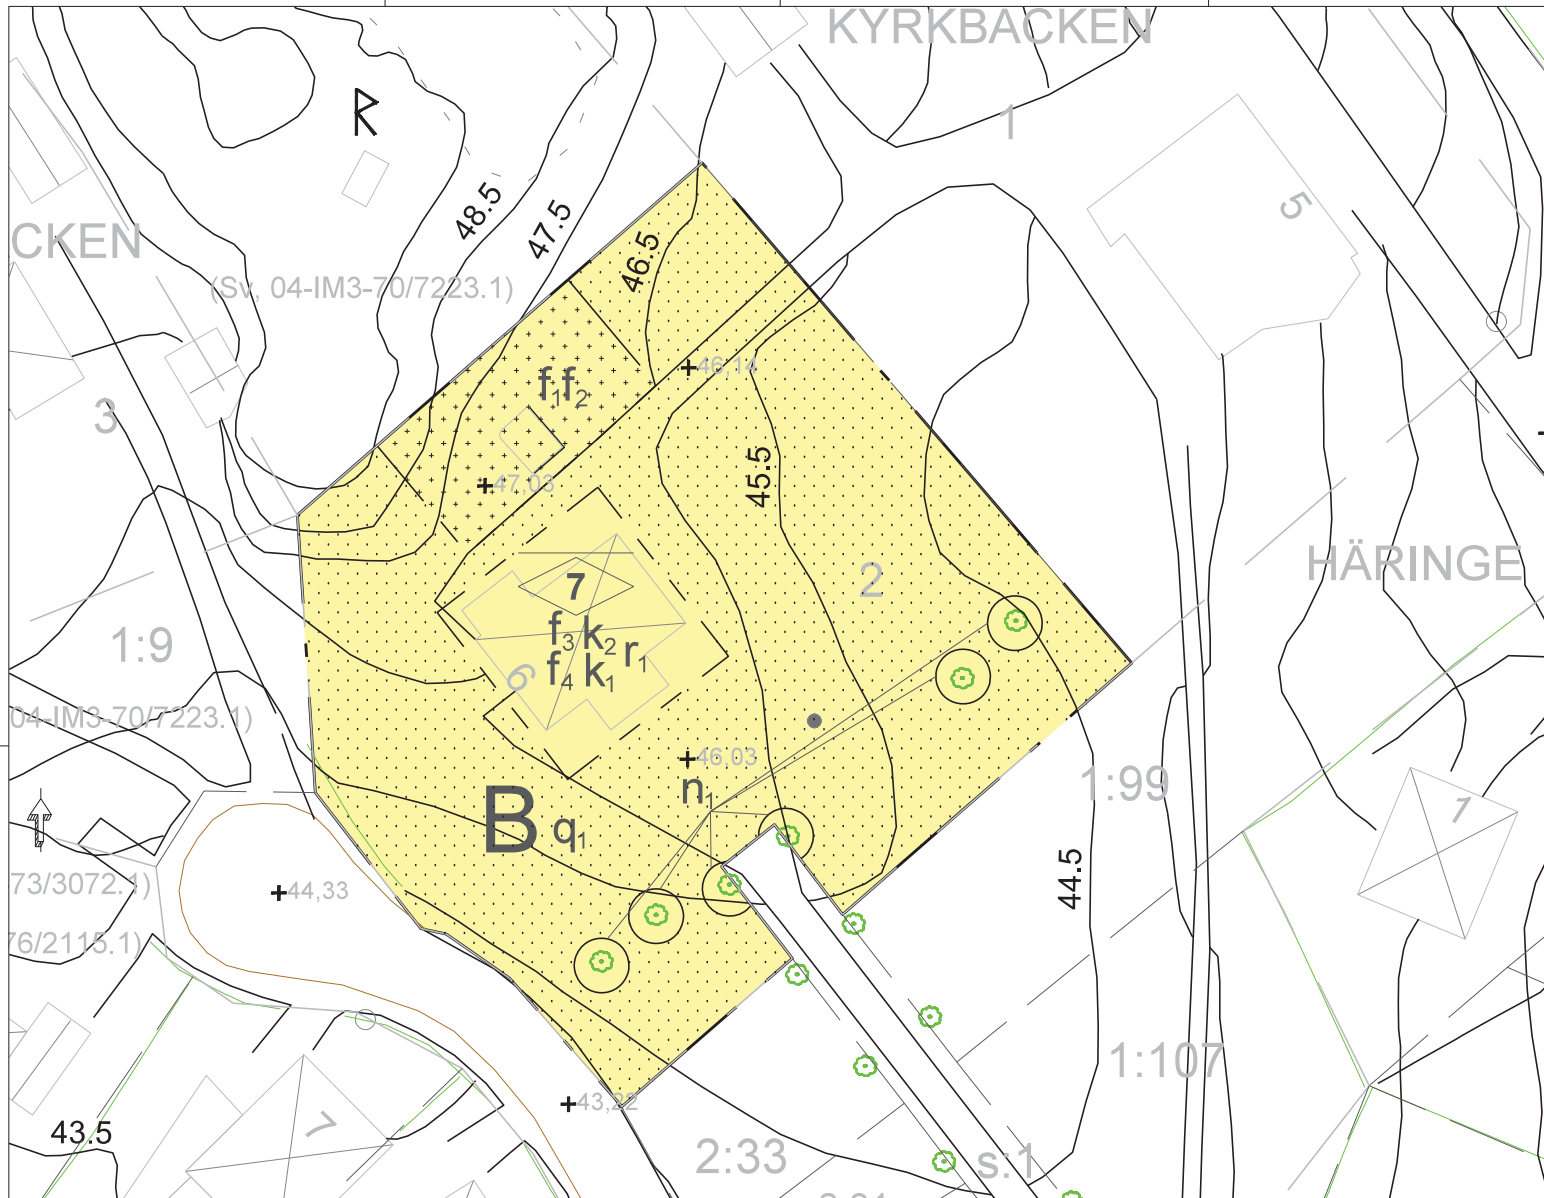 KYRKBACKEN
1
R
5
48.5
47.5
46.5
CKEN
(Sv, 04-IM3-70/7223.1)
46,14
f1f2
3
45.5
47,03
HÄRINGE
2
7
f3 k2 r1
f4 k1
6
1:9
04-IM3-70/7223.1)
46.03
n1
1:99
1
B q1
44.5
73/3072.1)
44,33
76/2115.1)
1:107
43,22
43.5
7
2:33
s:1